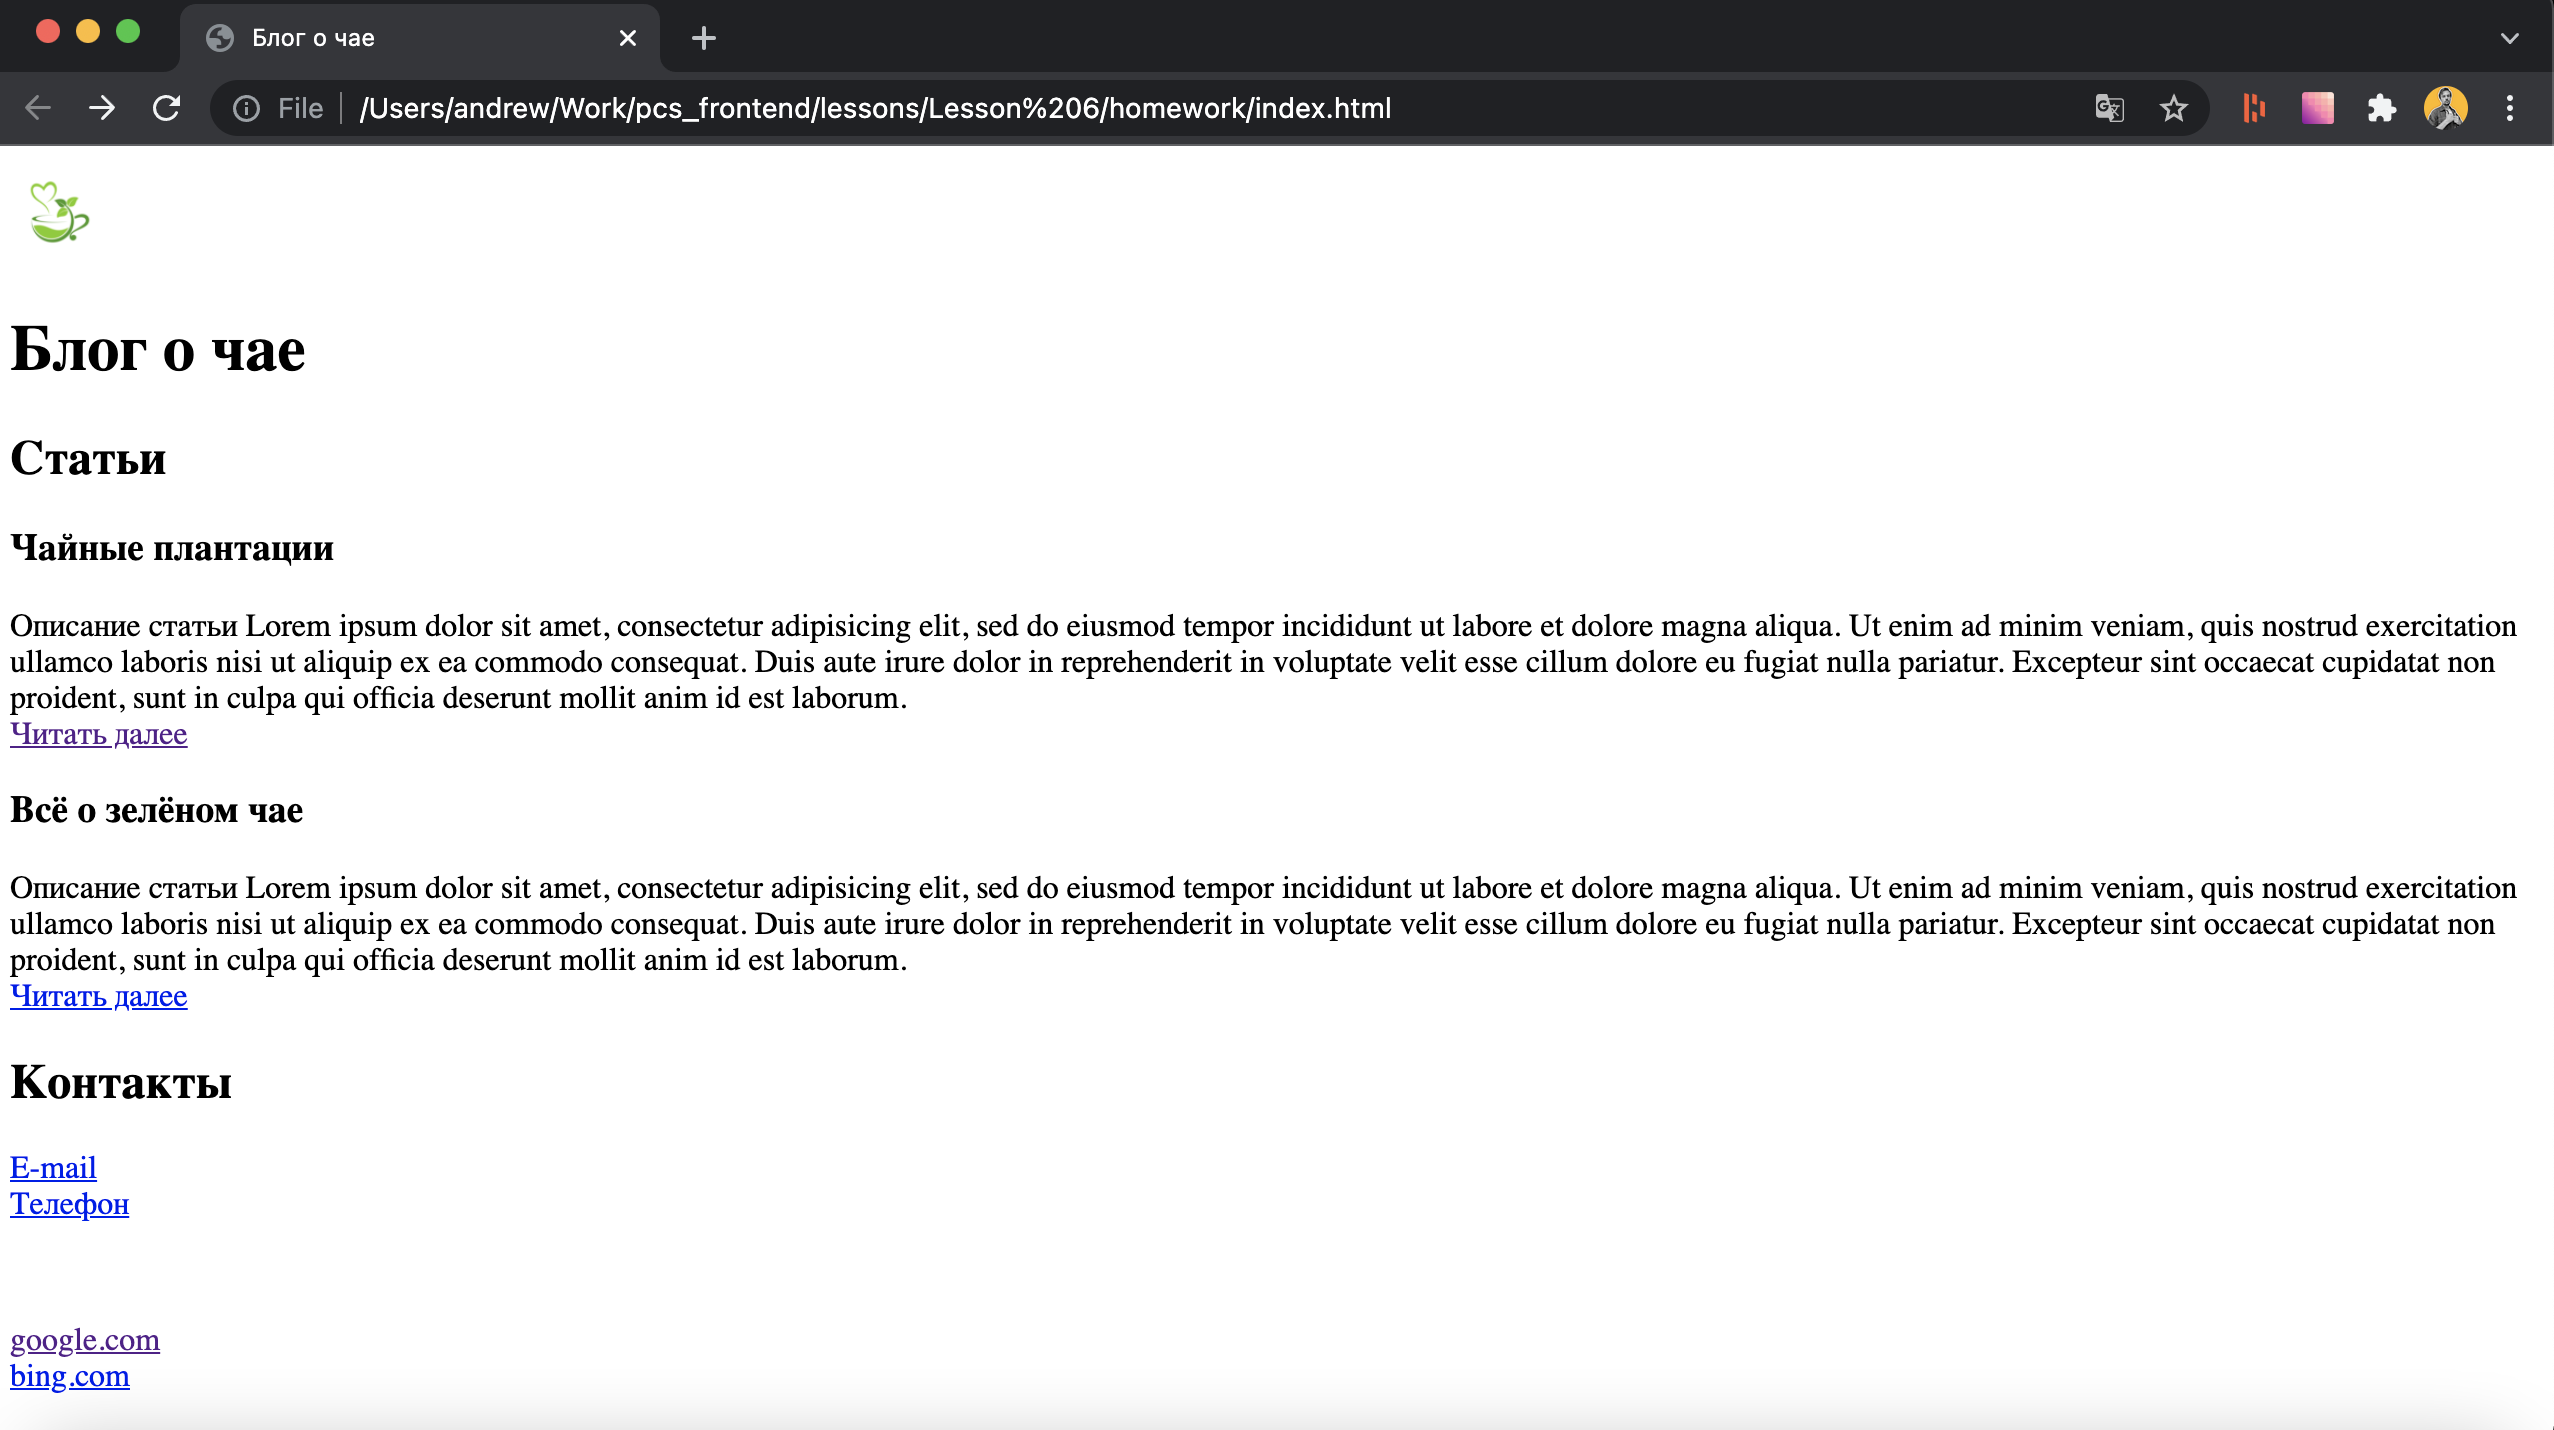 Блог о чае
File
/Users/andrew/Work/pcs_frontend/lessons/Lesson%206/homework/index.html
Блог о чае
Статьи
Чайные плантации
Описание статьи Lorem ipsum dolor sit amet, consectetur adipisicing elit, sed do eiusmod tempor incididunt ut labore et dolore magna aliqua. Ut enim ad minim veniam, quis nostrud exercitation
ullamco laboris nisi ut aliquip ex ea commodo consequat. Duis aute irure dolor in reprehenderit in voluptate velit esse cillum dolore eu fugiat nulla pariatur. Excepteur sint occaecat cupidatat non
proident, sunt in culpa qui officia deserunt mollit anim id est laborum.
Читать далее
Всё о зелёном чае
Описание статьи Lorem ipsum dolor sit amet, consectetur adipisicing elit, sed do eiusmod tempor incididunt ut labore et dolore magna aliqua. Ut enim ad minim veniam, quis nostrud exercitation
ullamco laboris nisi ut aliquip ex ea commodo consequat. Duis aute irure dolor in reprehenderit in voluptate velit esse cillum dolore eu fugiat nulla pariatur. Excepteur sint occaecat cupidatat non
proident, sunt in culpa qui officia deserunt mollit anim id est laborum.
Читать далее
Контакты
E-mail
Телефон
google.com
bing.com